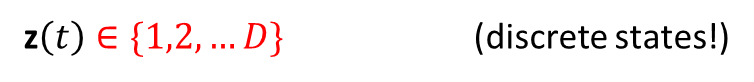 z(t) ∈ {1,2, … D} (discrete states!)